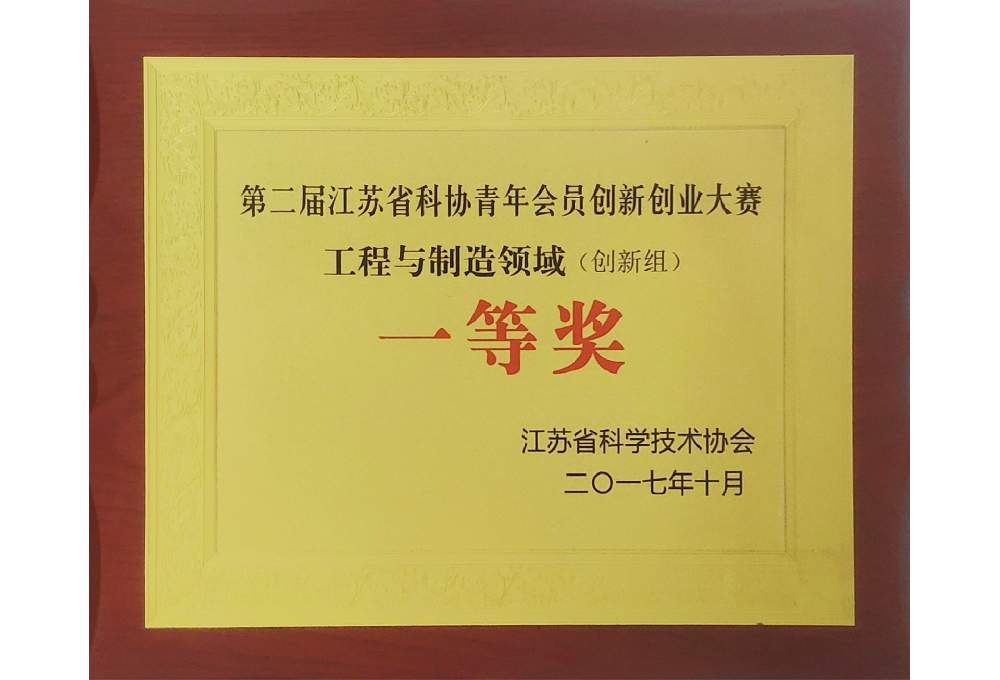 第二届江苏省科协青年会员创新创业大赛
工程与制造领域（创新组）
一等奖
江苏省科学技术协会
二〇一七年十月